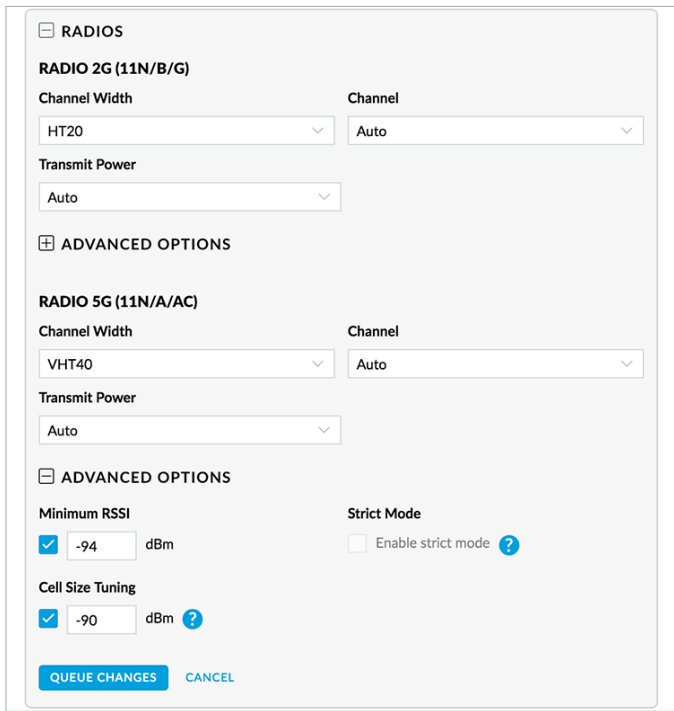 RADIOS
RADIO 2G (11N/B/G)
Channel Width Channel
HT20 Auto
Transmit Power
Auto
ADVANCED OPTIONS
RADIO 5G (11N/A/AC)
Channel Width Channel
VHT40 Auto
Transmit Power
Auto
ADVANCED OPTIONS
Minimum RSSI Strict Mode
-94 dBm Enable strict mode ?
Cell Size Tuning
-90 dBm ?
QUEUE CHANGES CANCEL